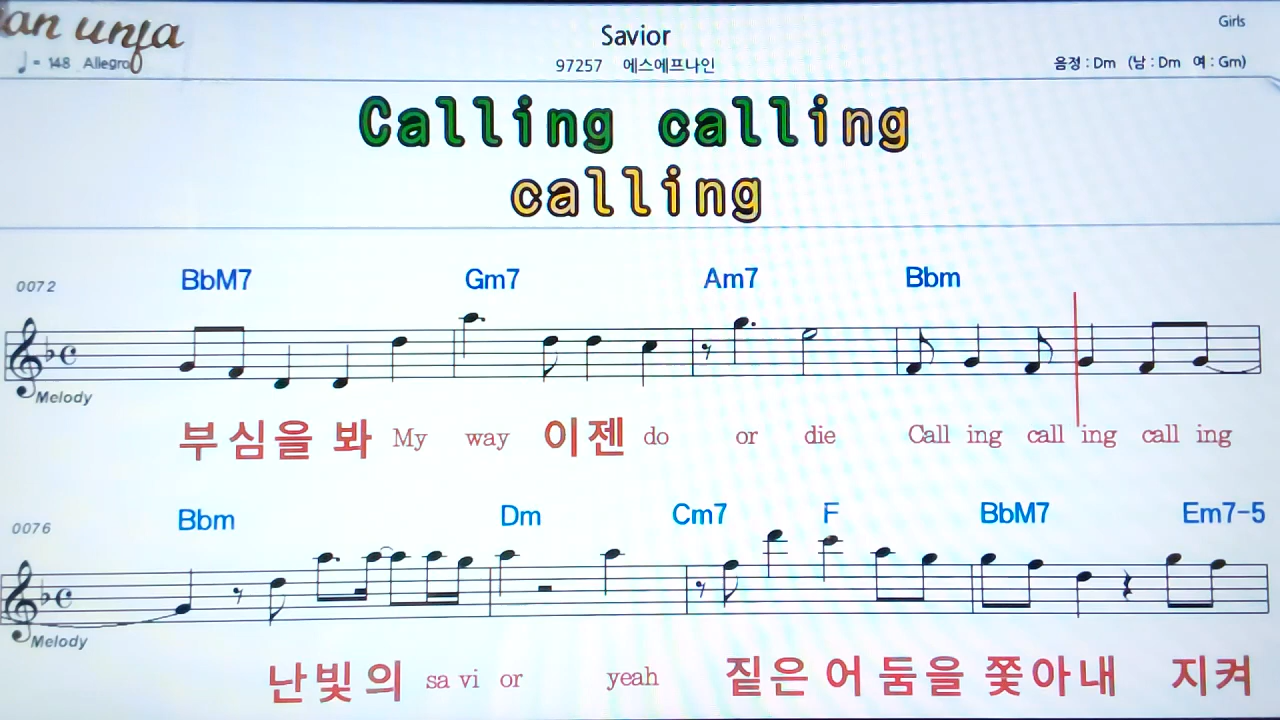 an unfa
Savior
Girls
♩= 148 Allegro
97257 에스에프나인
음정 : Dm (남 : Dm 여 : Gm)
Calling calling
calling
0072 BbM7 Gm7 Am7 Bbm
Melody
부심을 봐 My way 이젠 do or die Call ing call ing call ing
0076 Bbm Dm Cm7 F BbM7 Em7-5
Melody
난 빛의 sa vi or yeah 짙은 어둠을 쫓아내 지켜